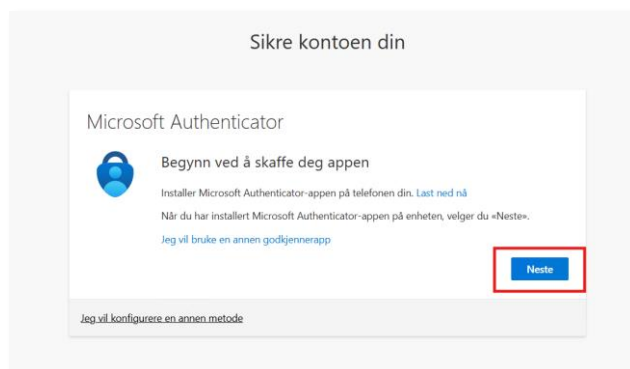 Sikre kontoen din
Microsoft Authenticator
Begynn ved å skaffe deg appen
Installer Microsoft Authenticator-appen på telefonen din. Last ned nå
Når du har installert Microsoft Authenticator-appen på enheten, velger du «Neste».
Jeg vil bruke en annen godkjennerapp
Neste
Jeg vil konfigurere en annen metode